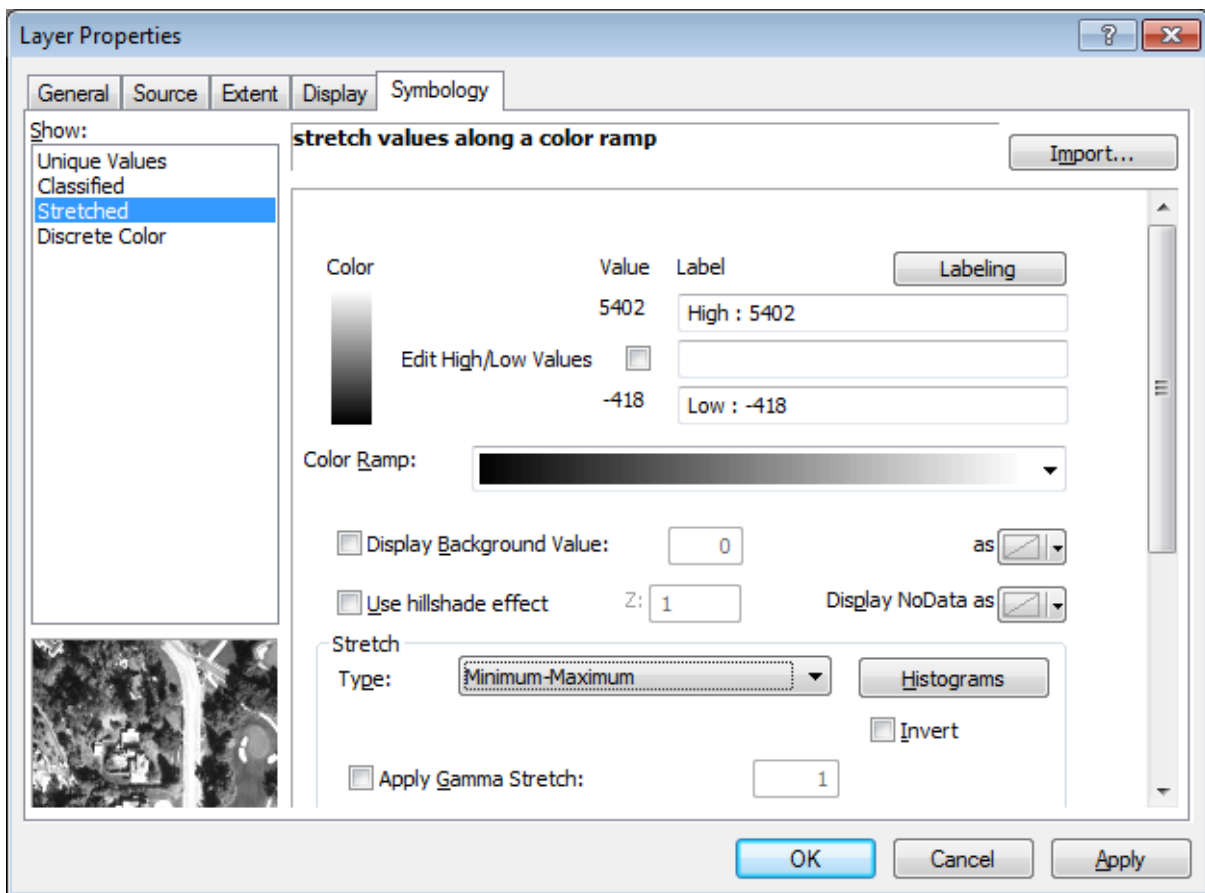 Layer Properties
General Source Extent Display Symbology
Show:
Unique Values
Classified
Stretched
Discrete Color
stretch values along a color ramp
Import...
Color Value Label Labeling
5402 High : 5402
Edit High/Low Values
-418 Low : -418
Color Ramp:
Display Background Value: 0 as
Use hillshade effect Z: 1 Display NoData as
Stretch
Type: Minimum-Maximum Histograms
Invert
Apply Gamma Stretch: 1
OK Cancel Apply